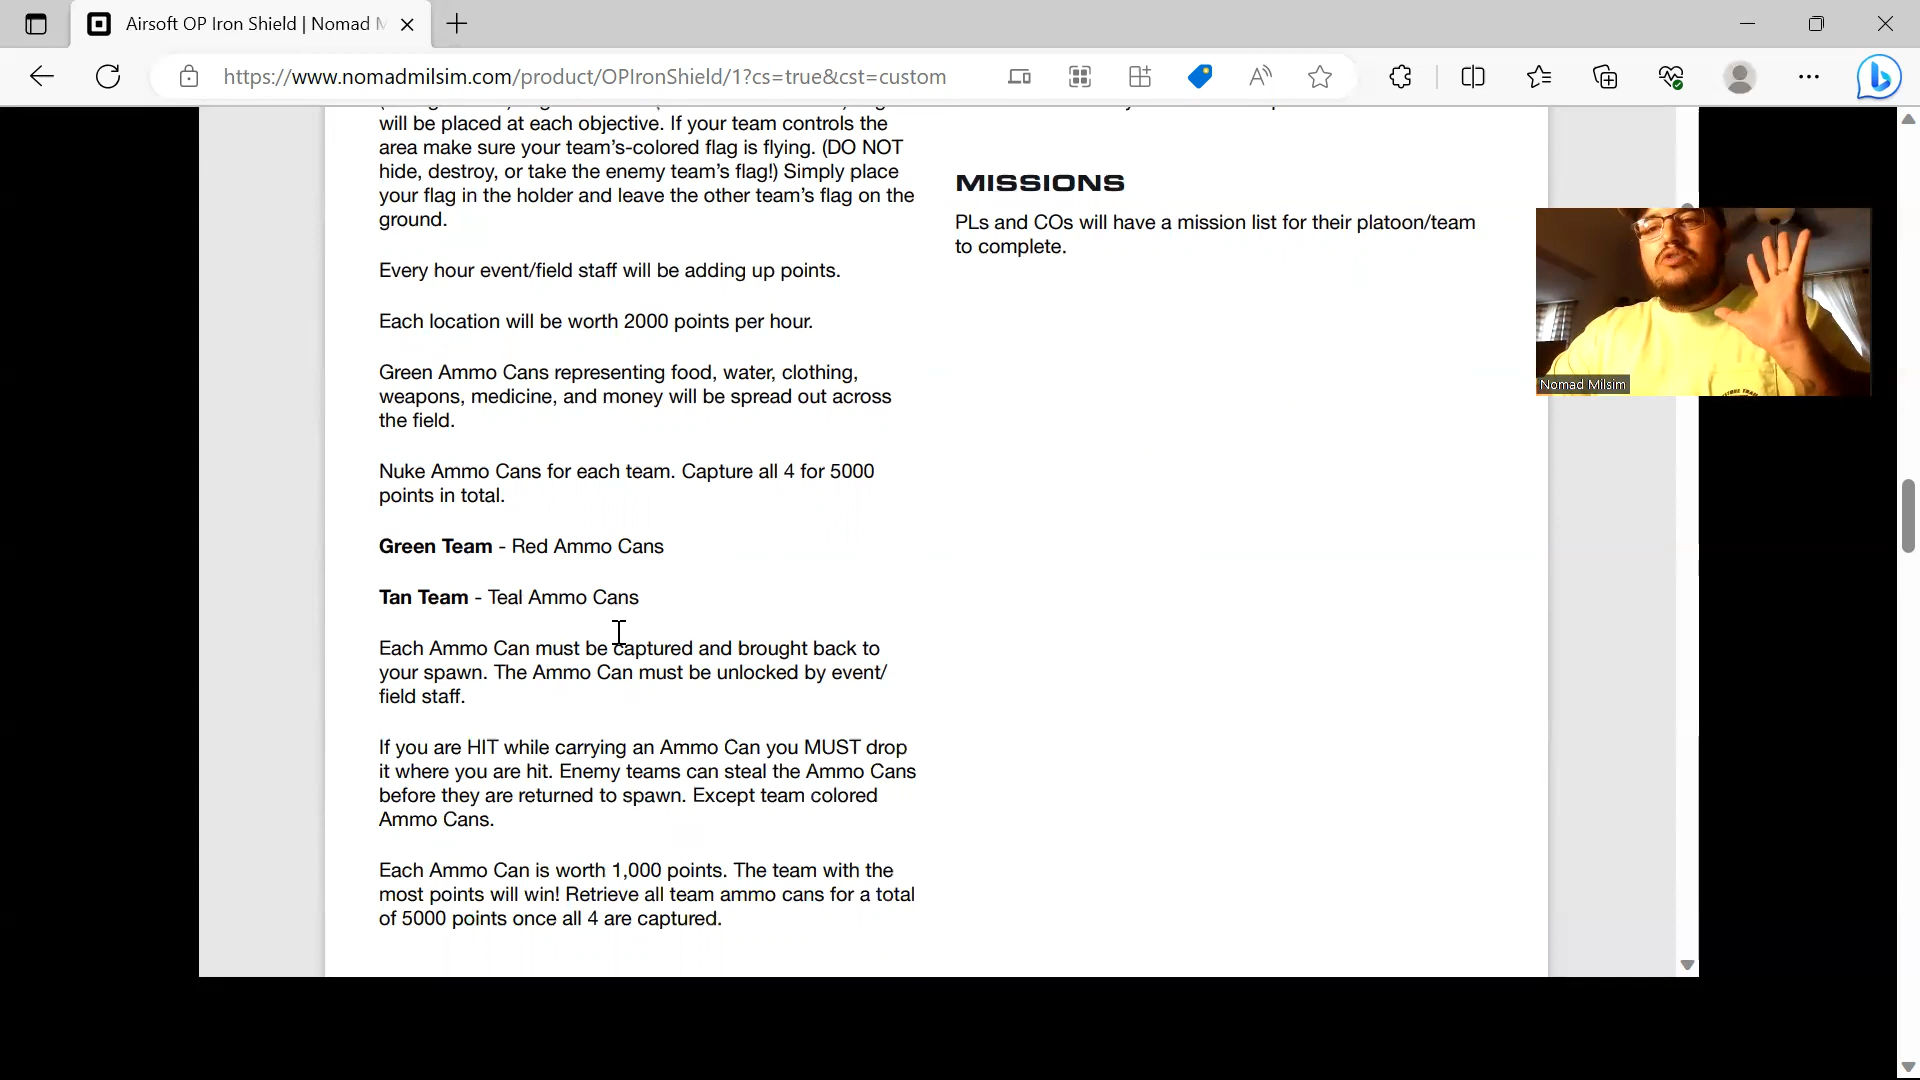 Airsoft OP Iron Shield | Nomad M
https://www.nomadmilsim.com/product/OPIronShield/1?cs=true&cst=custom
will be placed at each objective. If your team controls the
area make sure your team's-colored flag is flying. (DO NOT
hide, destroy, or take the enemy team's flag!) Simply place
your flag in the holder and leave the other team's flag on the
ground.
Every hour event/field staff will be adding up points.
Each location will be worth 2000 points per hour.
Green Ammo Cans representing food, water, clothing,
weapons, medicine, and money will be spread out across
the field.
Nuke Ammo Cans for each team. Capture all 4 for 5000
points in total.
Green Team - Red Ammo Cans
Tan Team - Teal Ammo Cans
Each Ammo Can must be captured and brought back to
your spawn. The Ammo Can must be unlocked by event/
field staff.
If you are HIT while carrying an Ammo Can you MUST drop
it where you are hit. Enemy teams can steal the Ammo Cans
before they are returned to spawn. Except team colored
Ammo Cans.
Each Ammo Can is worth 1,000 points. The team with the
most points will win! Retrieve all team ammo cans for a total
of 5000 points once all 4 are captured.
MISSIONS
PLs and COs will have a mission list for their platoon/team
to complete.
Nomad Milsim